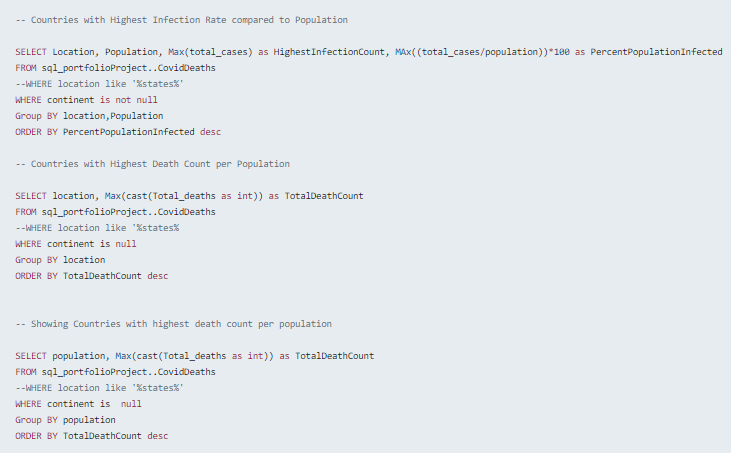 -- Countries with Highest Infection Rate compared to Population
SELECT Location, Population, Max(total_cases) as HighestInfectionCount, MAx((total_cases/population))*100 as PercentPopulationInfected
FROM sql_portfolioProject..CovidDeaths
--WHERE location like '%states%'
WHERE continent is not null
Group BY location,Population
ORDER BY PercentPopulationInfected desc
-- Countries with Highest Death Count per Population
SELECT location, Max(cast(Total_deaths as int)) as TotalDeathCount
FROM sql_portfolioProject..CovidDeaths
--WHERE location like '%states%
WHERE continent is null
Group BY location
ORDER BY TotalDeathCount desc
-- Showing Countries with highest death count per population
SELECT population, Max(cast(Total_deaths as int)) as TotalDeathCount
FROM sql_portfolioProject..CovidDeaths
--WHERE location like '%states%'
WHERE continent is  null
Group BY population
ORDER BY TotalDeathCount desc